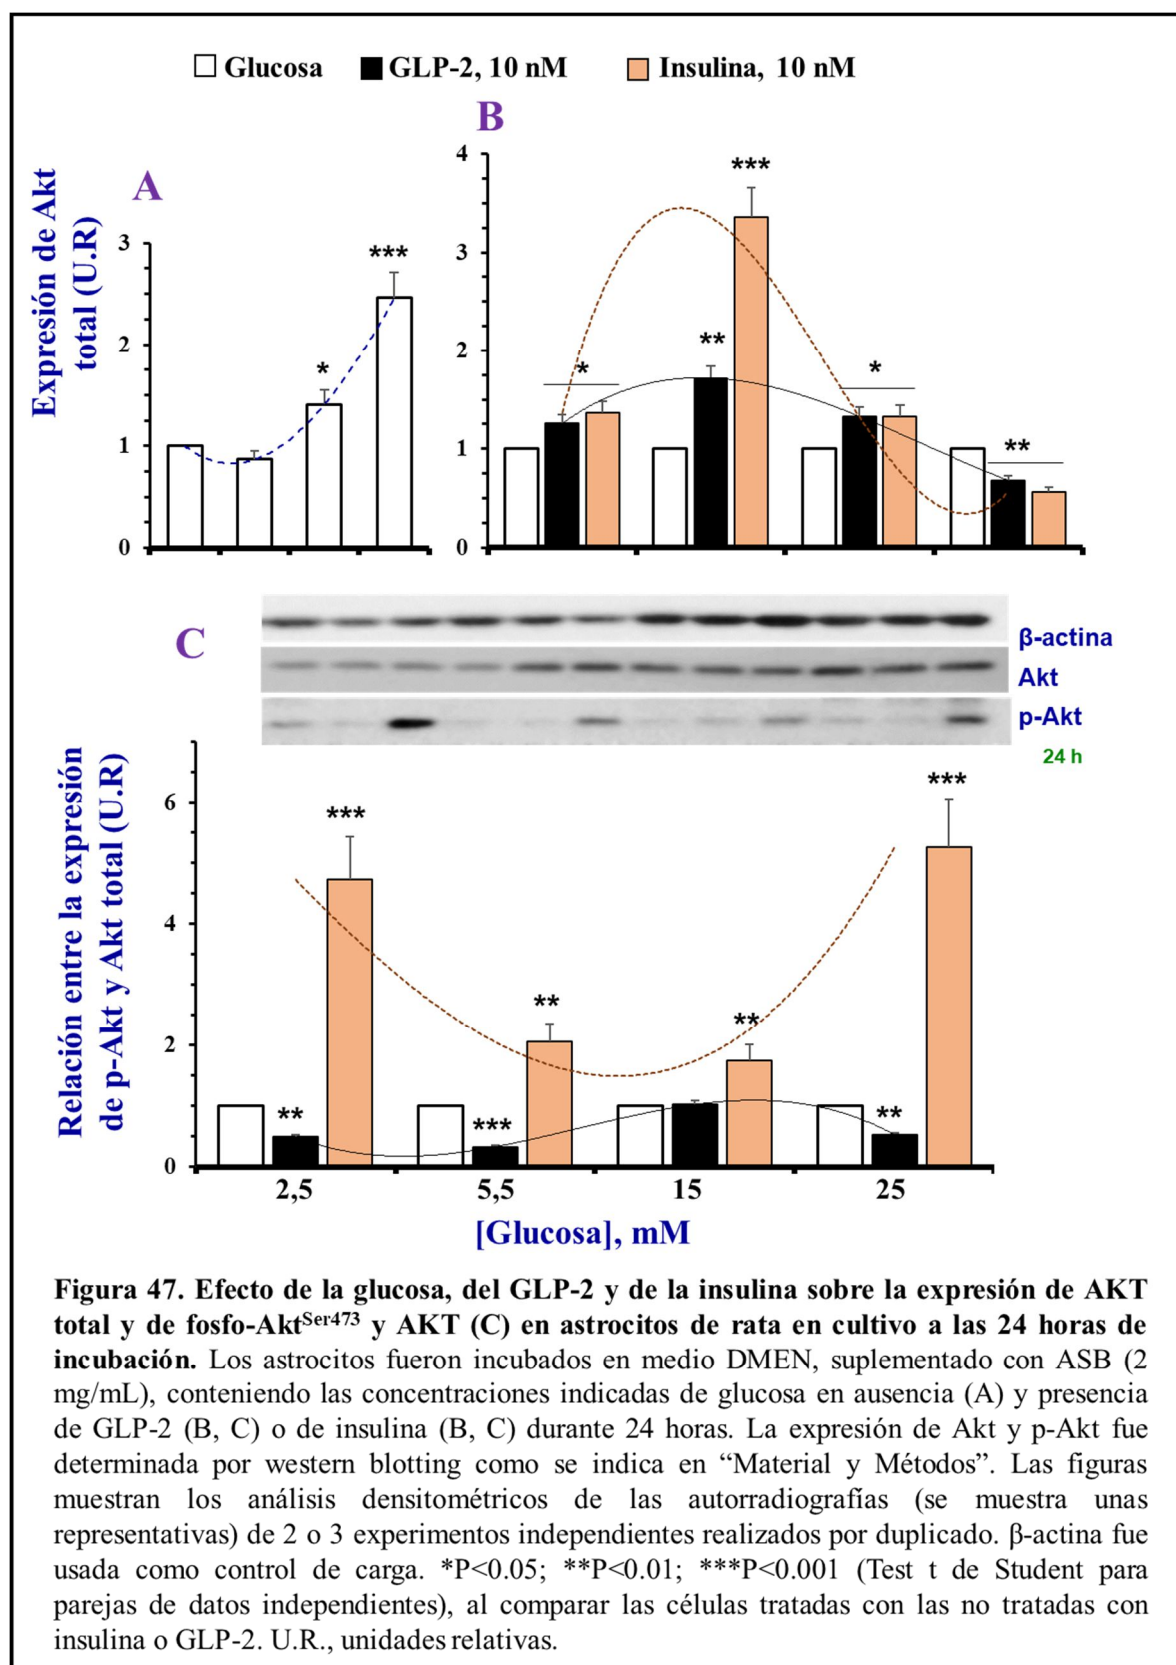 Glucosa GLP-2, 10 nM Insulina, 10 nM
A
Expresión de Akt
total (U.R)
3
2
1
0
*
***
B
4
3
2
1
0
*
**
***
*
**
C
β-actina
Akt
p-Akt
24 h
Relación entre la expresión
de p-Akt y Akt total (U.R)
6
4
2
0
**
***
***
**
**
**
***
2,5 5,5 15 25
[Glucosa], mM
Figura 47. Efecto de la glucosa, del GLP-2 y de la insulina sobre la expresión de AKT
total y de fosfo-AktSer473 y AKT (C) en astrocitos de rata en cultivo a las 24 horas de
incubación. Los astrocitos fueron incubados en medio DMEN, suplementado con ASB (2
mg/mL), conteniendo las concentraciones indicadas de glucosa en ausencia (A) y presencia
de GLP-2 (B, C) o de insulina (B, C) durante 24 horas. La expresión de Akt y p-Akt fue
determinada por western blotting como se indica en “Material y Métodos”. Las figuras
muestran los análisis densitométricos de las autorradiografías (se muestra unas
representativas) de 2 o 3 experimentos independientes realizados por duplicado. β-actina fue
usada como control de carga. *P<0.05; **P<0.01; ***P<0.001 (Test t de Student para
parejas de datos independientes), al comparar las células tratadas con las no tratadas con
insulina o GLP-2. U.R., unidades relativas.